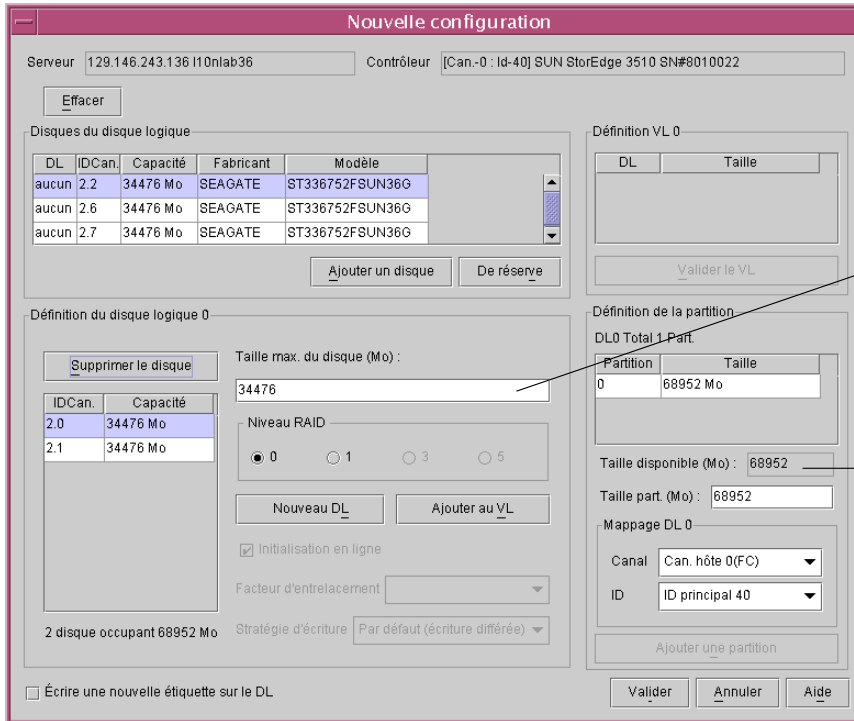 Nouvelle configuration
Serveur 129.146.243.136 l10nlab36 Contrôleur [Can.-0 : Id-40] SUN StorEdge 3510 SN#8010022
Effacer
Disques du disque logique
DL IDCan. Capacité Fabricant Modèle
aucun 2.2 34476 Mo SEAGATE ST336752FSUN36G
aucun 2.6 34476 Mo SEAGATE ST336752FSUN36G
aucun 2.7 34476 Mo SEAGATE ST336752FSUN36G
Ajouter un disque De réserve
Définition VL 0
DL Taille
Valider le VL
Définition du disque logique 0
Supprimer le disque
IDCan. Capacité
2.0 34476 Mo
2.1 34476 Mo
2 disque occupant 68952 Mo
Taille max. du disque (Mo) :
34476
Niveau RAID
0 1 3 5
Nouveau DL Ajouter au VL
Initialisation en ligne
Facteur d'entrelacement
Stratégie d'écriture Par défaut (écriture différée)
Définition de la partition
DL0 Total 1 Part.
Partition Taille
0 68952 Mo
Taille disponible (Mo) : 68952
Taille part. (Mo) : 68952
Mappage DL 0
Canal Can. hôte 0(FC)
ID ID principal 40
Ajouter une partition
Écrire une nouvelle étiquette sur le DL
Valider Annuler Aide